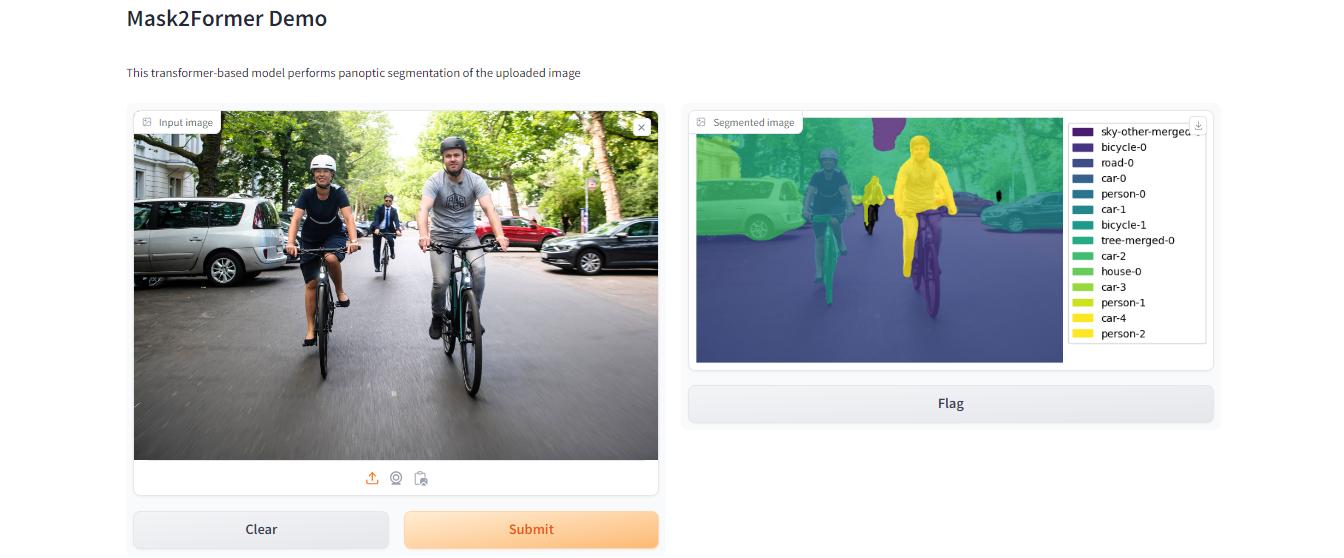 Mask2Former Demo
This transformer-based model performs panoptic segmentation of the uploaded image
Input image
Segmented image
sky-other-merged-0
bicycle-0
road-0
car-0
person-0
car-1
bicycle-1
tree-merged-0
car-2
house-0
car-3
person-1
car-4
person-2
Flag
Clear
Submit